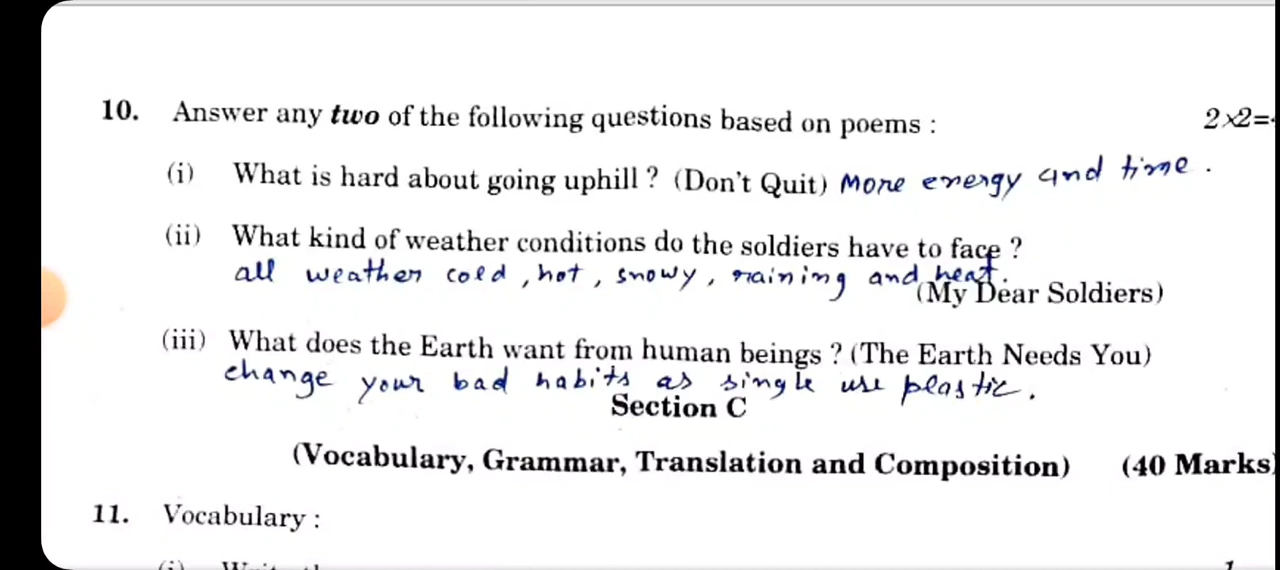 10. Answer any two of the following questions based on poems : 2×2=
(i) What is hard about going uphill ? (Don't Quit) More energy and time .
(ii) What kind of weather conditions do the soldiers have to face ?
all weather cold , hot , snowy , raining and heat .
(My Dear Soldiers)
(iii) What does the Earth want from human beings ? (The Earth Needs You)
change your bad habits as single use plastic .
Section C
(Vocabulary, Grammar, Translation and Composition) (40 Marks)
11. Vocabulary :
(i)